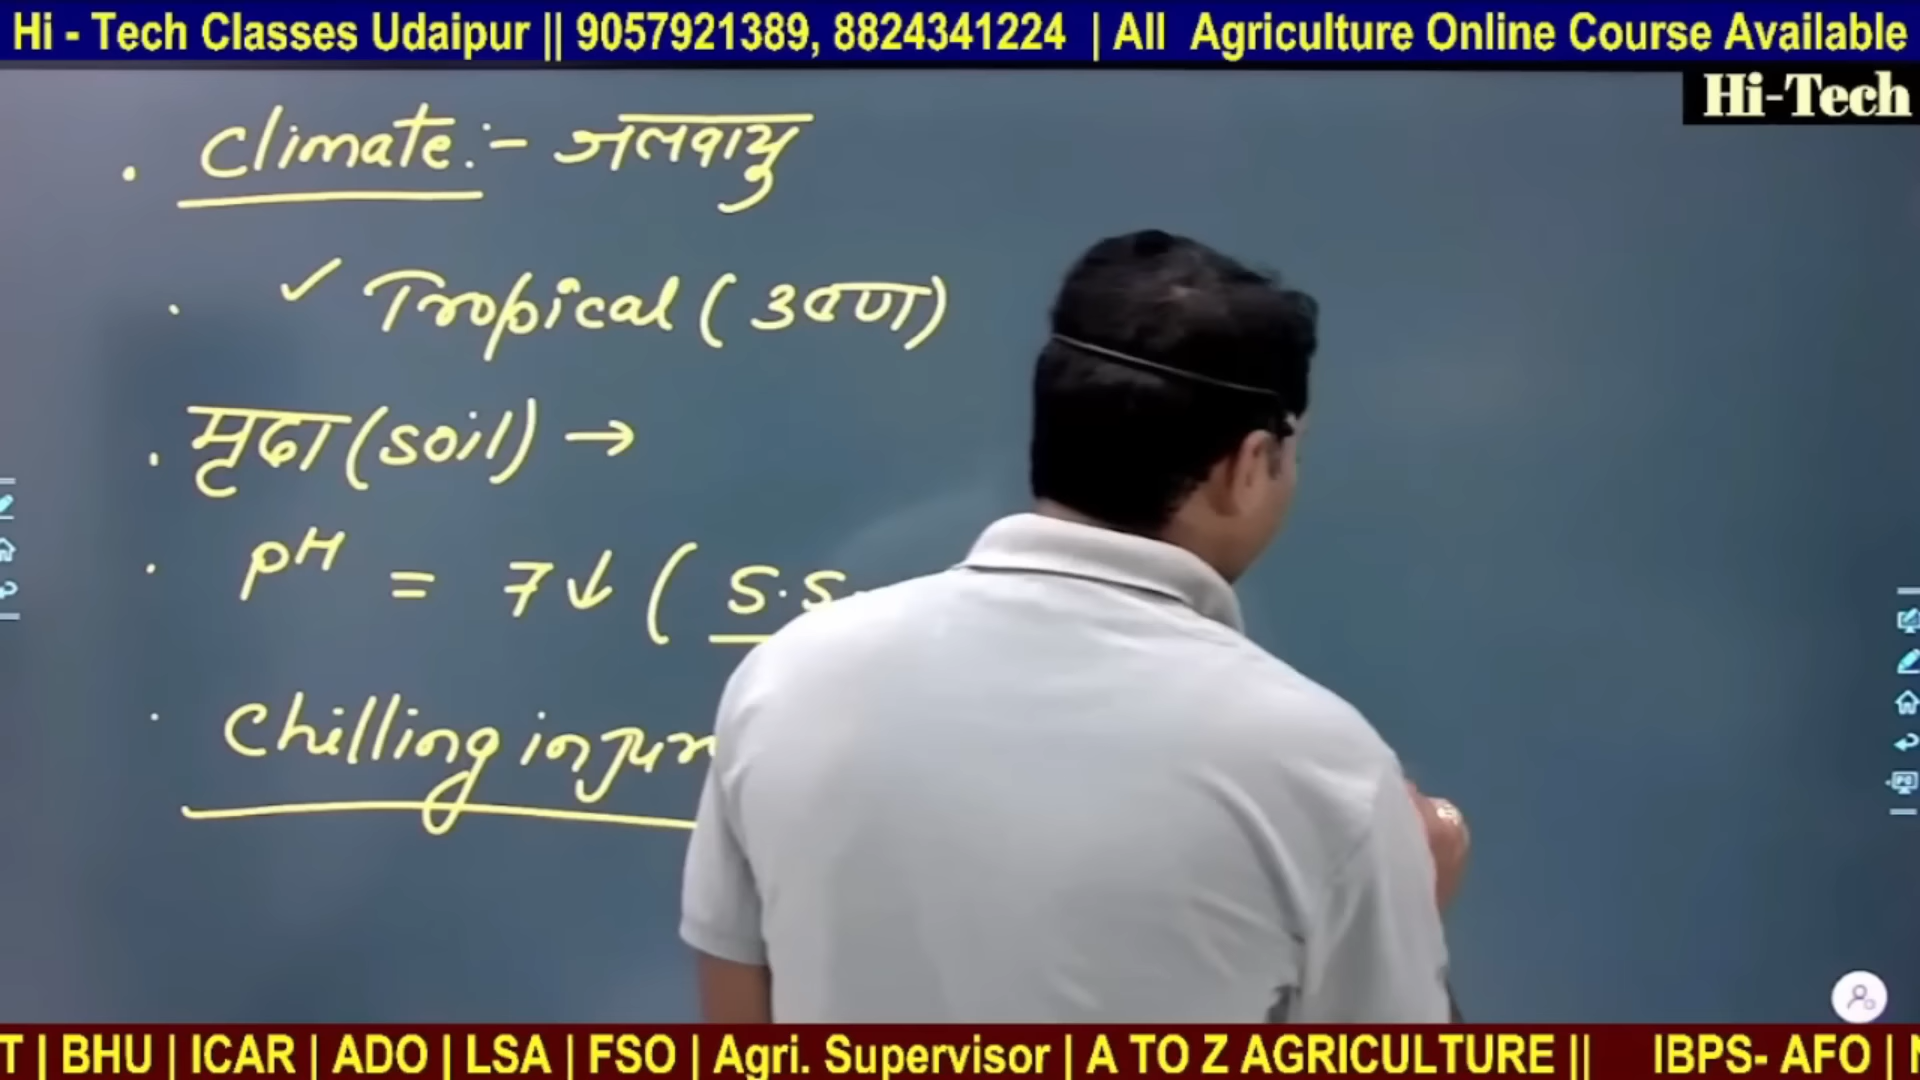 Hi - Tech Classes Udaipur || 9057921389, 8824341224 | All Agriculture Online Course Available
Hi-Tech
. Climate:- जलवायु
. ✓ Tropical (उष्ण)
. मृदा (soil) →
. pH = 7↓ ( S.S.
. Chilling injur
T | BHU | ICAR | ADO | LSA | FSO | Agri. Supervisor | A TO Z AGRICULTURE || IBPS- AFO |